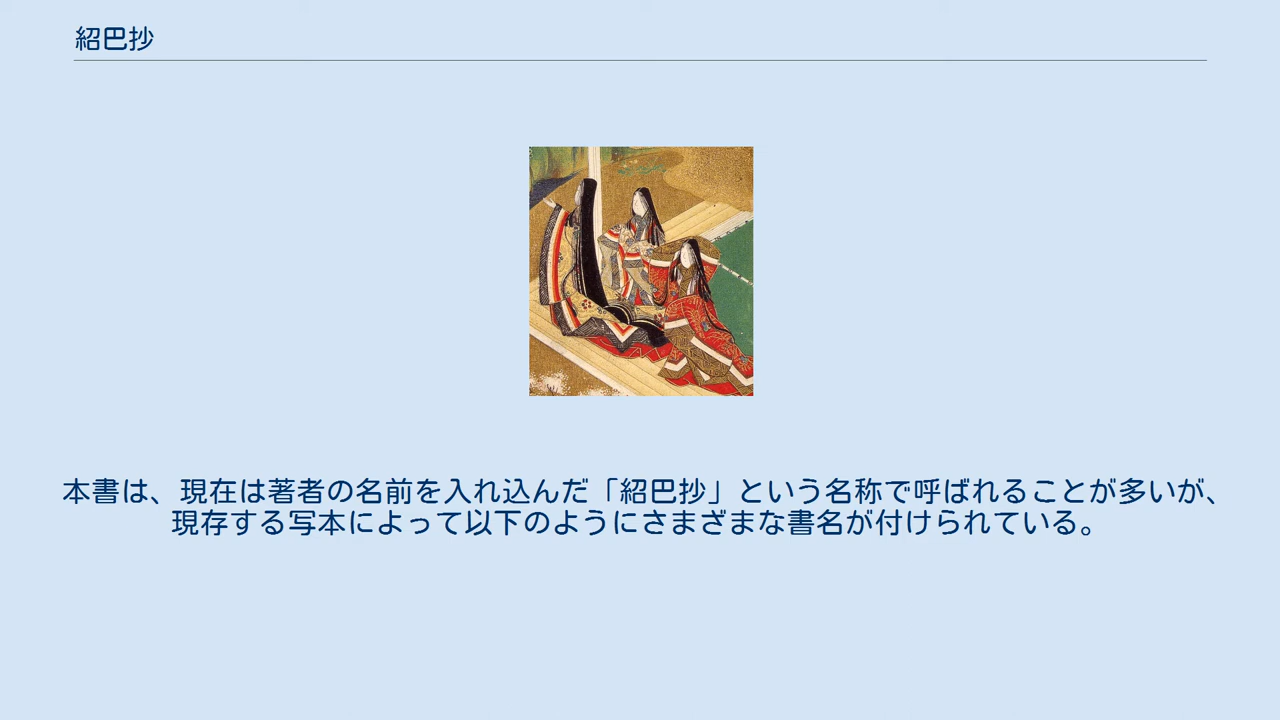 紹巴抄
本書は、現在は著者の名前を入れ込んだ「紹巴抄」という名称で呼ばれることが多いが、
現存する写本によって以下のようにさまざまな書名が付けられている。